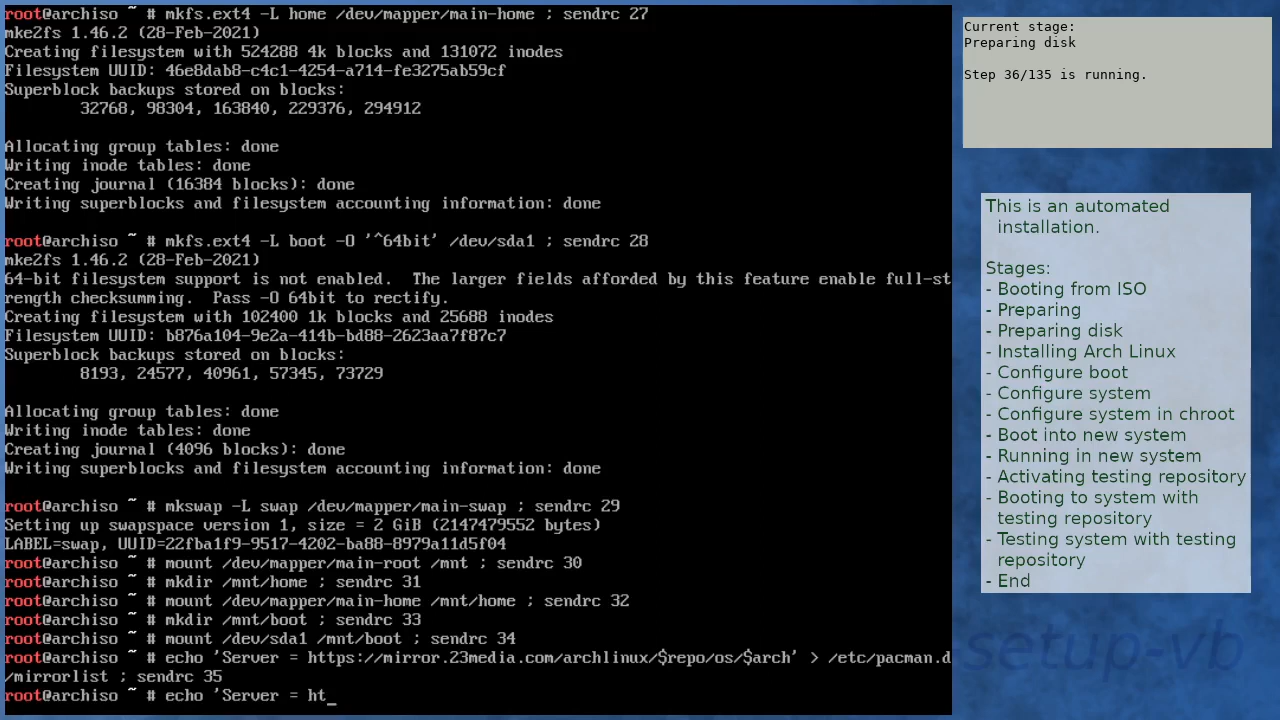 root@archiso ~ # mkfs.ext4 -L home /dev/mapper/main-home ; sendrc 27
mke2fs 1.46.2 (28-Feb-2021)
Creating filesystem with 524288 4k blocks and 131072 inodes
Filesystem UUID: 46e8dab8-c4c1-4254-a714-fe3275ab59cf
Superblock backups stored on blocks:
        32768, 98304, 163840, 229376, 294912

Allocating group tables: done
Writing inode tables: done
Creating journal (16384 blocks): done
Writing superblocks and filesystem accounting information: done

root@archiso ~ # mkfs.ext4 -L boot -O '^64bit' /dev/sda1 ; sendrc 28
mke2fs 1.46.2 (28-Feb-2021)
64-bit filesystem support is not enabled.  The larger fields afforded by this feature enable full-st
rength checksumming.  Pass -O 64bit to rectify.
Creating filesystem with 102400 1k blocks and 25688 inodes
Filesystem UUID: b876a104-9e2a-414b-bd88-2623aa7f87c7
Superblock backups stored on blocks:
        8193, 24577, 40961, 57345, 73729

Allocating group tables: done
Writing inode tables: done
Creating journal (4096 blocks): done
Writing superblocks and filesystem accounting information: done

root@archiso ~ # mkswap -L swap /dev/mapper/main-swap ; sendrc 29
Setting up swapspace version 1, size = 2 GiB (2147479552 bytes)
LABEL=swap, UUID=22fba1f9-9517-4202-ba88-8979a11d5f04
root@archiso ~ # mount /dev/mapper/main-root /mnt ; sendrc 30
root@archiso ~ # mkdir /mnt/home ; sendrc 31
root@archiso ~ # mount /dev/mapper/main-home /mnt/home ; sendrc 32
root@archiso ~ # mkdir /mnt/boot ; sendrc 33
root@archiso ~ # mount /dev/sda1 /mnt/boot ; sendrc 34
root@archiso ~ # echo 'Server = https://mirror.23media.com/archlinux/$repo/os/$arch' > /etc/pacman.d
/mirrorlist ; sendrc 35
root@archiso ~ # echo 'Server = ht_
Current stage:
Preparing disk

Step 36/135 is running.
This is an automated
installation.

Stages:
- Booting from ISO
- Preparing
- Preparing disk
- Installing Arch Linux
- Configure boot
- Configure system
- Configure system in chroot
- Boot into new system
- Running in new system
- Activating testing repository
- Booting to system with
testing repository
- Testing system with testing
repository
- End
setup-vb